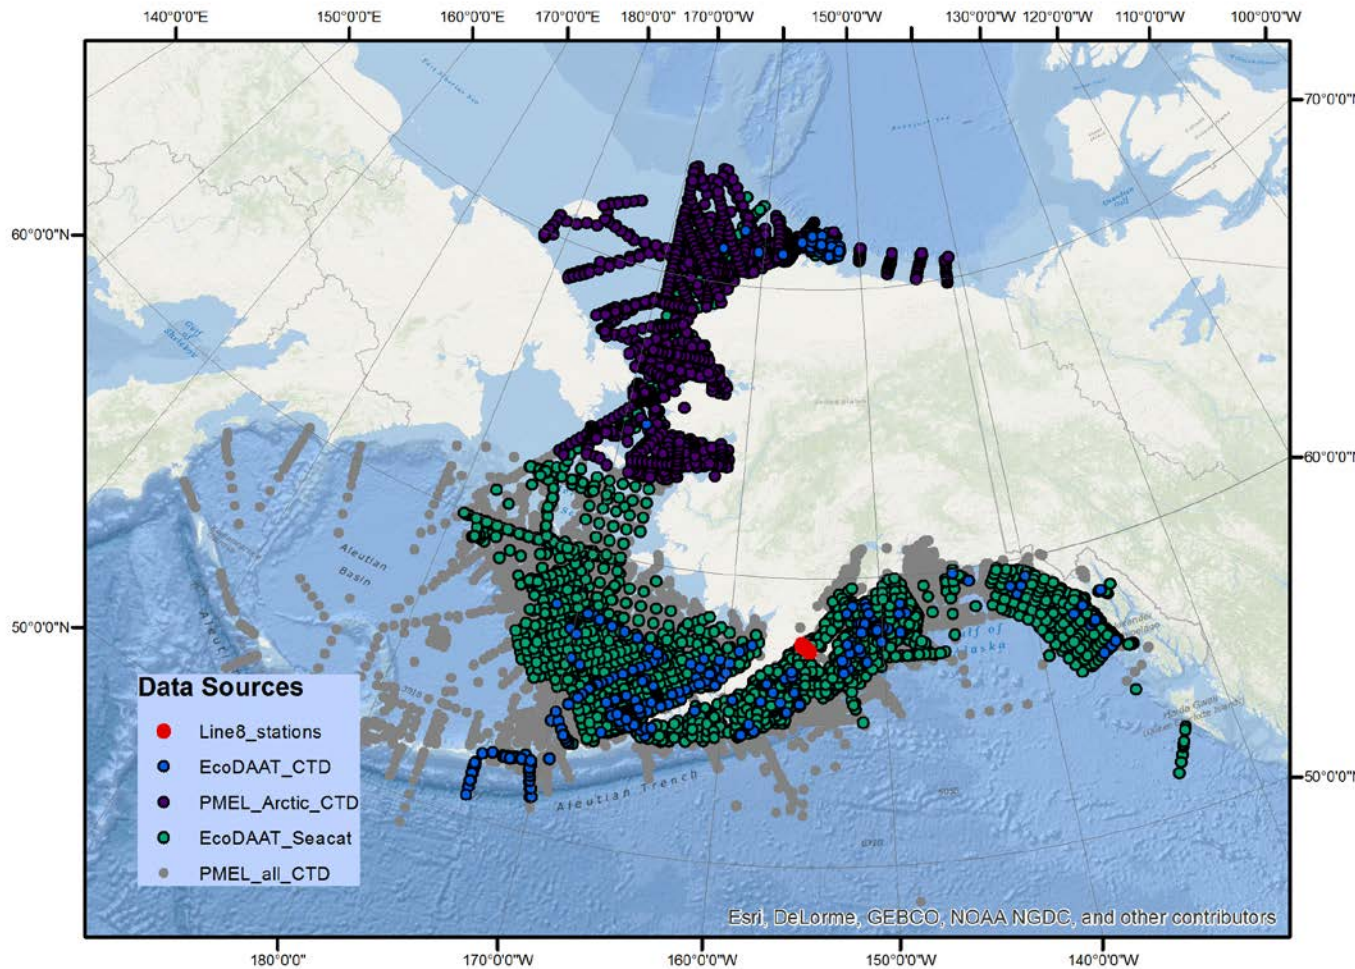 140°0'0"E 150°0'0"E 160°0'0"E 170°0'0"E 180°0'0" 170°0'0"W 150°0'0"W 130°0'0"W 120°0'0"W 110°0'0"W 100°0'0"W
70°0'0"N
60°0'0"N
60°0'0"N
Aleutian
Basin
50°0'0"N
Gulf of
Alaska
Data Sources
Line8_stations
EcoDAAT_CTD
PMEL_Arctic_CTD
EcoDAAT_Seacat
PMEL_all_CTD
Aleutian Trench
50°0'0"N
Esri, DeLorme, GEBCO, NOAA NGDC, and other contributors
180°0'0" 170°0'0"W 160°0'0"W 150°0'0"W 140°0'0"W